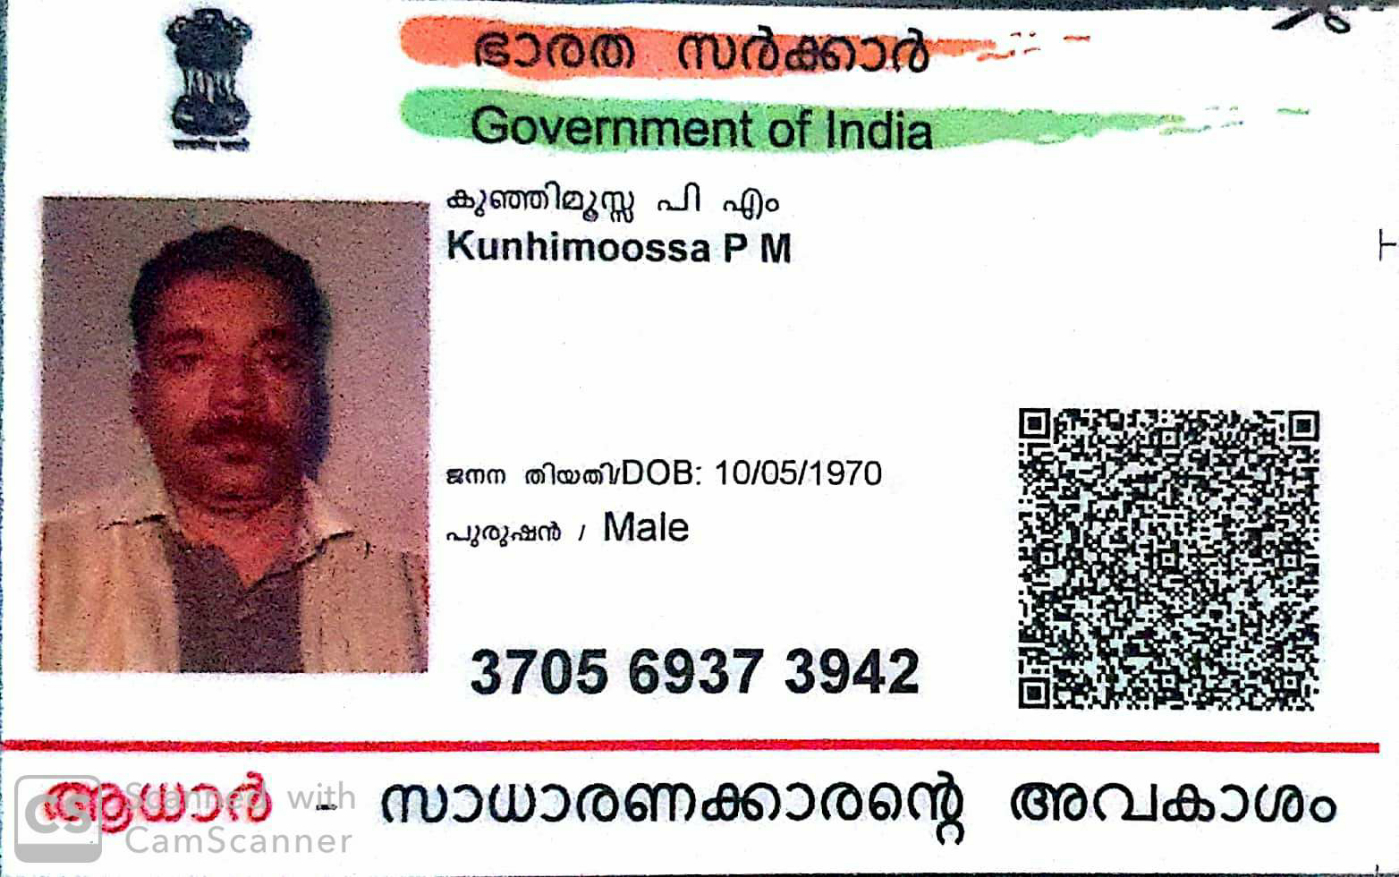 ഭാരത സർക്കാർ
Government of India
കുഞ്ഞിമൂസ്സ പി എം
Kunhimoossa P M
ജനന തിയതി/DOB: 10/05/1970
പുരുഷൻ / Male
3705 6937 3942
ആധാർ - സാധാരണക്കാരന്റെ അവകാശം
CS Scanned with
CamScanner